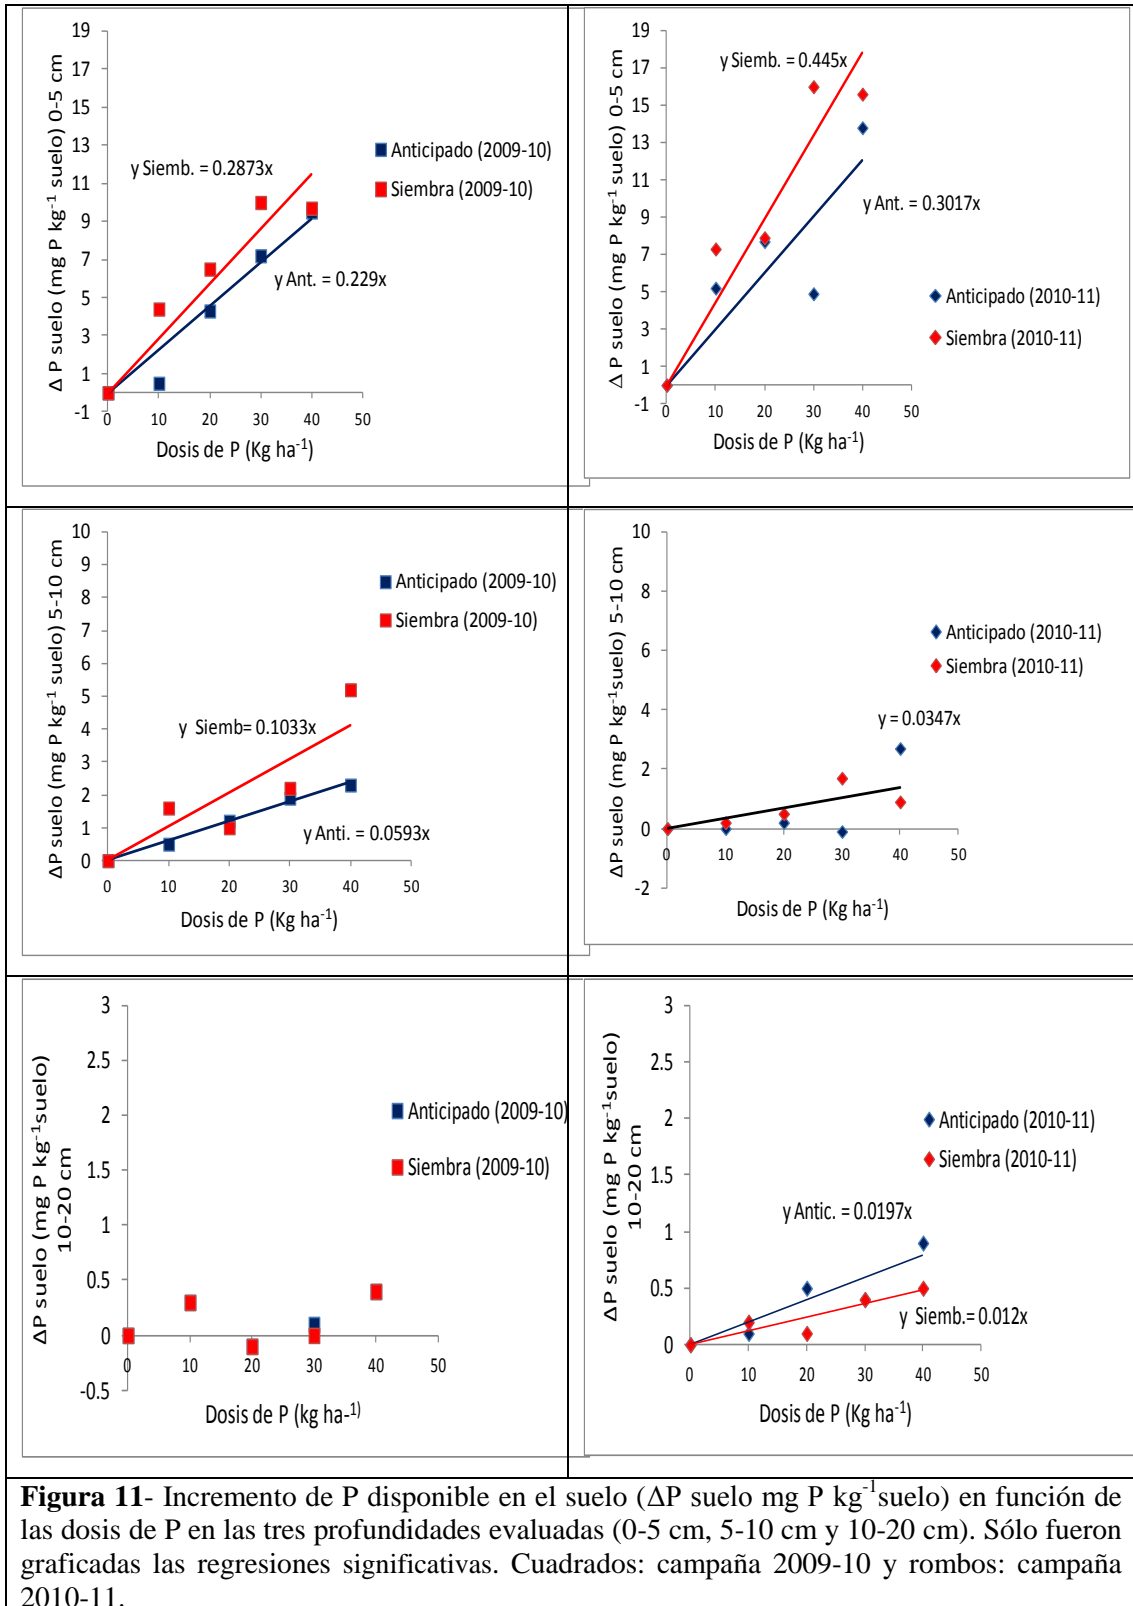 Δ P suelo (mg P kg⁻¹ suelo) 0-5 cm
19
17
15
13
11
9
7
5
3
1
-1
y Siemb. = 0.2873x
y Ant. = 0.229x
Anticipado (2009-10)
Siembra (2009-10)
0 10 20 30 40 50
Dosis de P (Kg ha⁻¹)
Δ P suelo (mg P kg⁻¹ suelo) 0-5 cm
19
17
15
13
11
9
7
5
3
1
-1
y Siemb. = 0.445x
y Ant. = 0.3017x
Anticipado (2010-11)
Siembra (2010-11)
0 10 20 30 40 50
Dosis de P (Kg ha⁻¹)
ΔP suelo (mg P kg⁻¹ suelo) 5-10 cm
10
9
8
7
6
5
4
3
2
1
0
Anticipado (2009-10)
Siembra (2009-10)
y Siemb= 0.1033x
y Anti. = 0.0593x
0 10 20 30 40 50
Dosis de P (Kg ha⁻¹)
ΔP suelo (mg P kg⁻¹suelo) 5-10 cm
10
8
6
4
2
0
-2
Anticipado (2010-11)
Siembra (2010-11)
y = 0.0347x
0 10 20 30 40 50
Dosis de P (Kg ha⁻¹)
ΔP suelo (mg P kg⁻¹suelo)
10-20 cm
3
2.5
2
1.5
1
0.5
0
-0.5
Anticipado (2009-10)
Siembra (2009-10)
0 10 20 30 40 50
Dosis de P (kg ha-¹)
ΔP suelo (mg P kg⁻¹suelo)
10-20 cm
3
2.5
2
1.5
1
0.5
0
Anticipado (2010-11)
Siembra (2010-11)
y Antic. = 0.0197x
y Siemb.= 0.012x
0 10 20 30 40 50
Dosis de P (Kg ha⁻¹)
Figura 11- Incremento de P disponible en el suelo (ΔP suelo mg P kg⁻¹suelo) en función de
las dosis de P en las tres profundidades evaluadas (0-5 cm, 5-10 cm y 10-20 cm). Sólo fueron
graficadas las regresiones significativas. Cuadrados: campaña 2009-10 y rombos: campaña
2010-11.